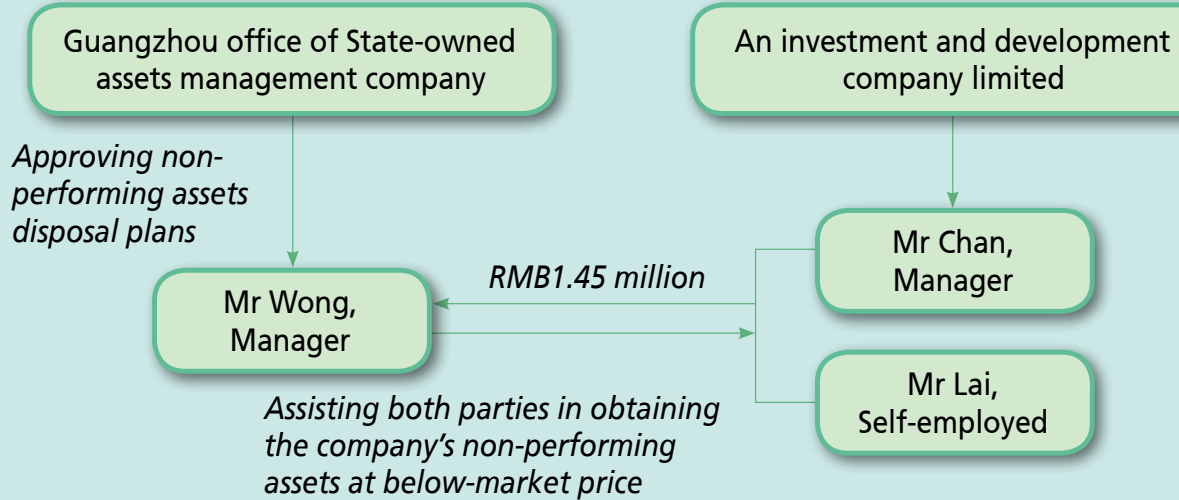 Guangzhou office of State-owned
assets management company
An investment and development
company limited
Approving non-
performing assets
disposal plans
Mr Chan,
Manager
RMB1.45 million
Mr Wong,
Manager
Mr Lai,
Self-employed
Assisting both parties in obtaining
the company’s non-performing
assets at below-market price